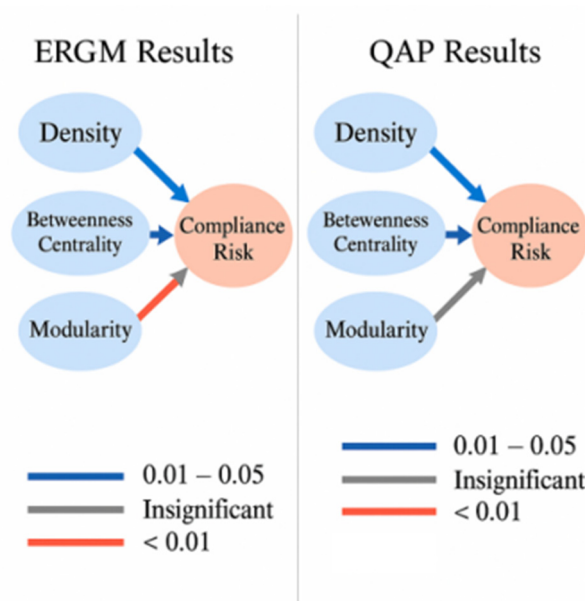 ERGM Results
Density
Betweenness
Centrality
Compliance
Risk
Modularity
0.01 – 0.05
Insignificant
< 0.01
QAP Results
Density
Betewenness
Centrality
Compliance
Risk
Modularity
0.01 – 0.05
Insignificant
< 0.01